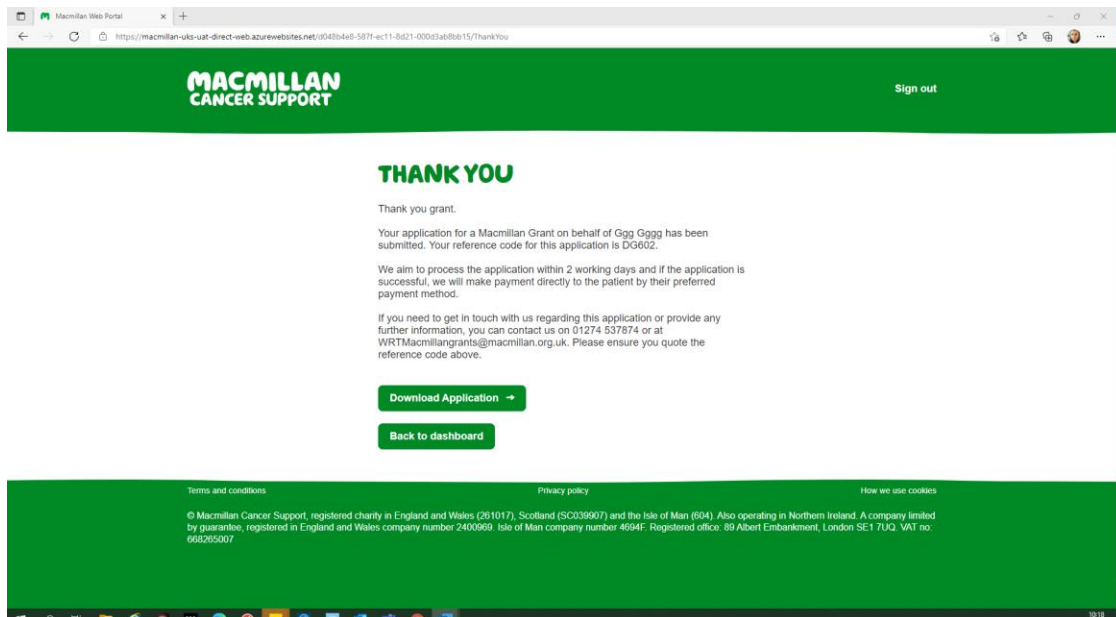 Macmillan Web Portal
https://macmillan-uks-uat-direct-web.azurewebsites.net/d048b4e8-587f-ec11-8d21-000d3ab8bb15/ThankYou
MACMILLAN
CANCER SUPPORT
Sign out
THANK YOU
Thank you grant.
Your application for a Macmillan Grant on behalf of Ggg Gggg has been
submitted. Your reference code for this application is DG602.
We aim to process the application within 2 working days and if the application is
successful, we will make payment directly to the patient by their preferred
payment method.
If you need to get in touch with us regarding this application or provide any
further information, you can contact us on 01274 537874 or at
WRTMacmillangrants@macmillan.org.uk. Please ensure you quote the
reference code above.
Download Application →
Back to dashboard
Terms and conditions
Privacy policy
How we use cookies
© Macmillan Cancer Support, registered charity in England and Wales (261017), Scotland (SC039907) and the Isle of Man (604). Also operating in Northern Ireland. A company limited
by guarantee, registered in England and Wales company number 2400969. Isle of Man company number 4694F. Registered office: 89 Albert Embankment, London SE1 7UQ. VAT no:
668265007
10:18